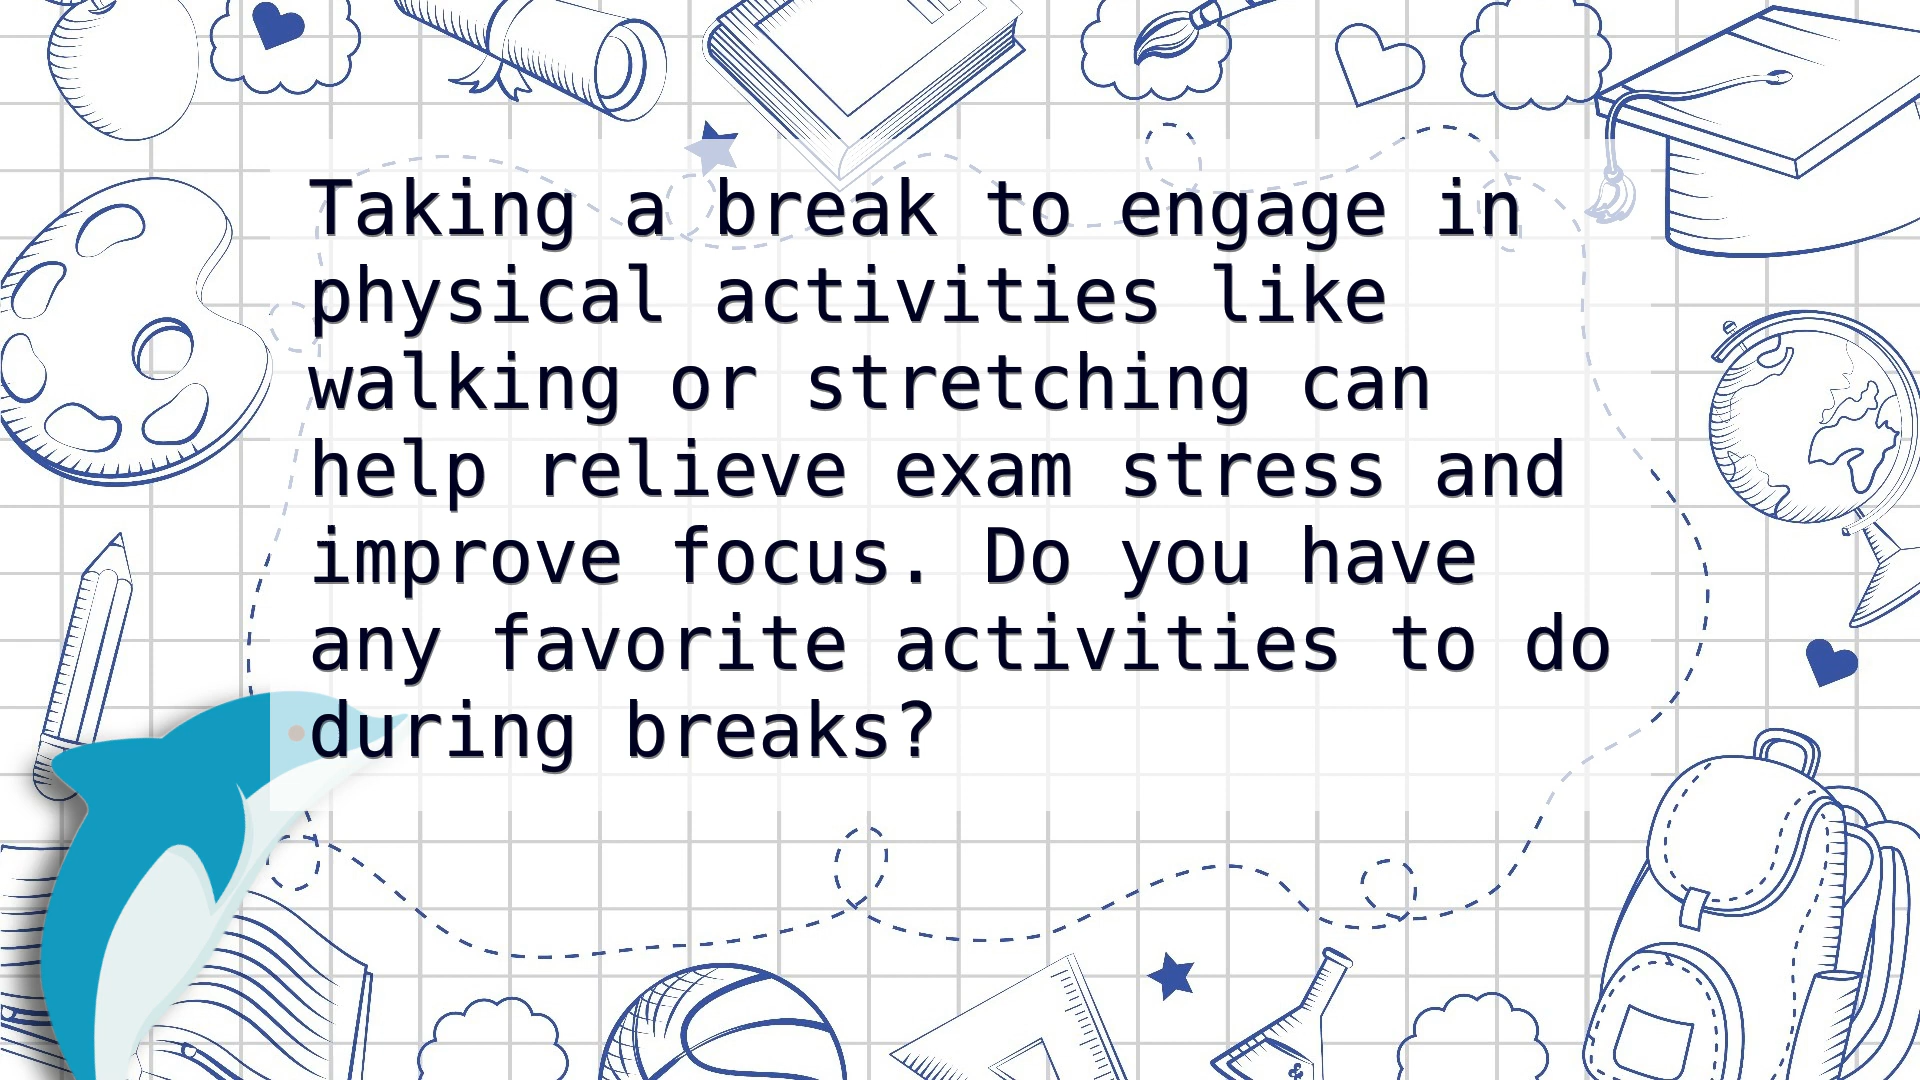 Taking a break to engage in
physical activities like
walking or stretching can
help relieve exam stress and
improve focus. Do you have
any favorite activities to do
during breaks?